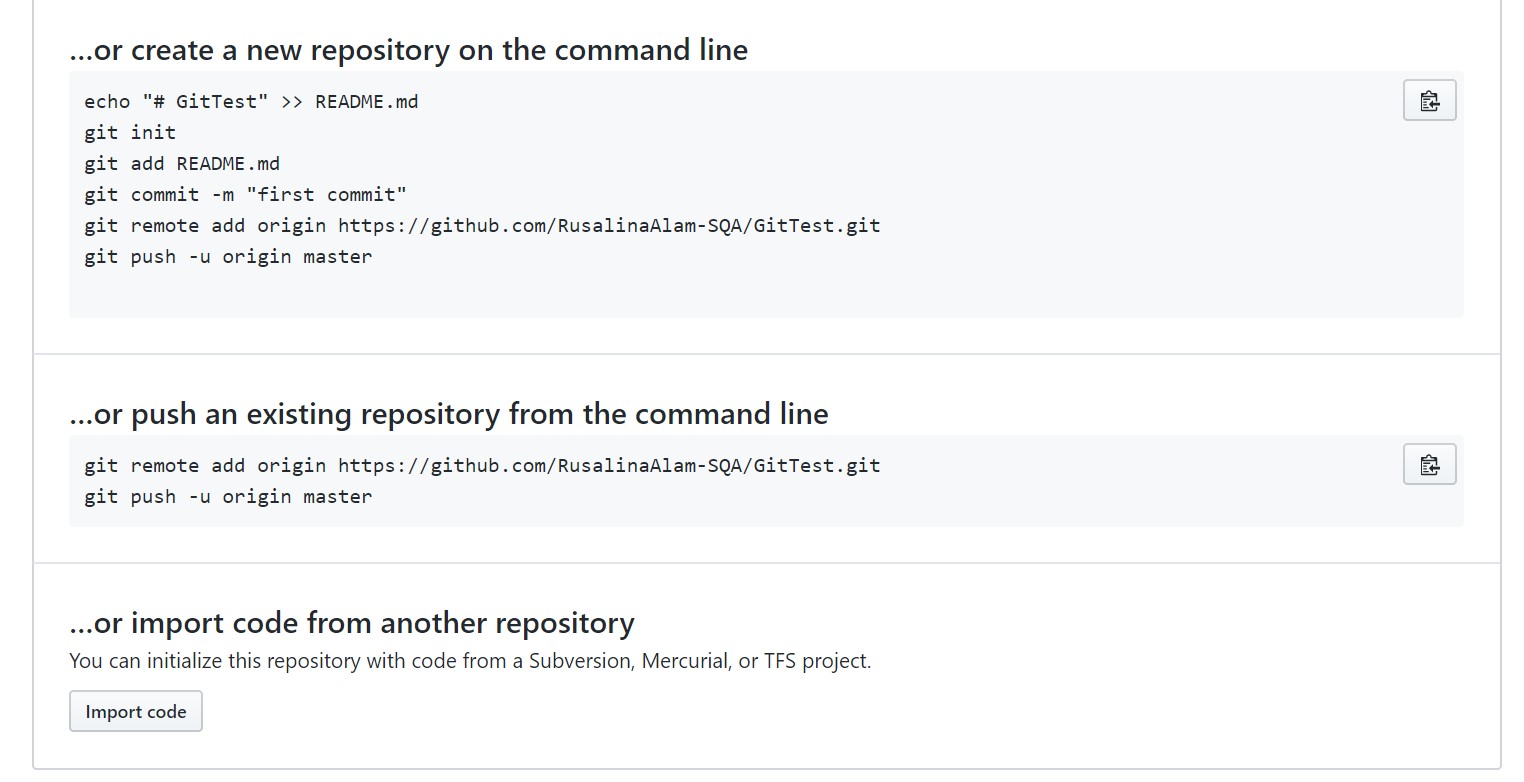 ...or create a new repository on the command line
echo "# GitTest" >> README.md
git init
git add README.md
git commit -m "first commit"
git remote add origin https://github.com/RusalinaAlam-SQA/GitTest.git
git push -u origin master
...or push an existing repository from the command line
git remote add origin https://github.com/RusalinaAlam-SQA/GitTest.git
git push -u origin master
...or import code from another repository
You can initialize this repository with code from a Subversion, Mercurial, or TFS project.
Import code